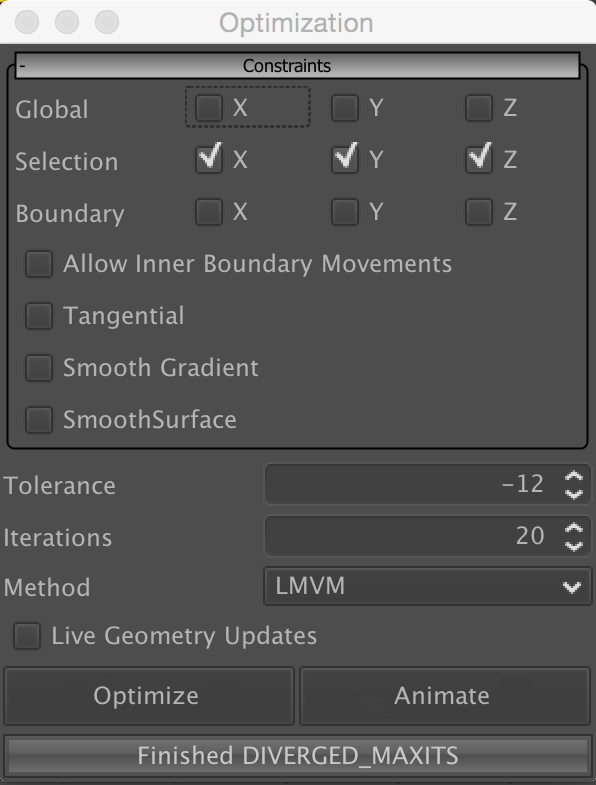 Optimization
- Constraints
Global X Y Z
Selection X Y Z
Boundary X Y Z
Allow Inner Boundary Movements
Tangential
Smooth Gradient
SmoothSurface
Tolerance -12
Iterations 20
Method LMVM
Live Geometry Updates
Optimize Animate
Finished DIVERGED_MAXITS